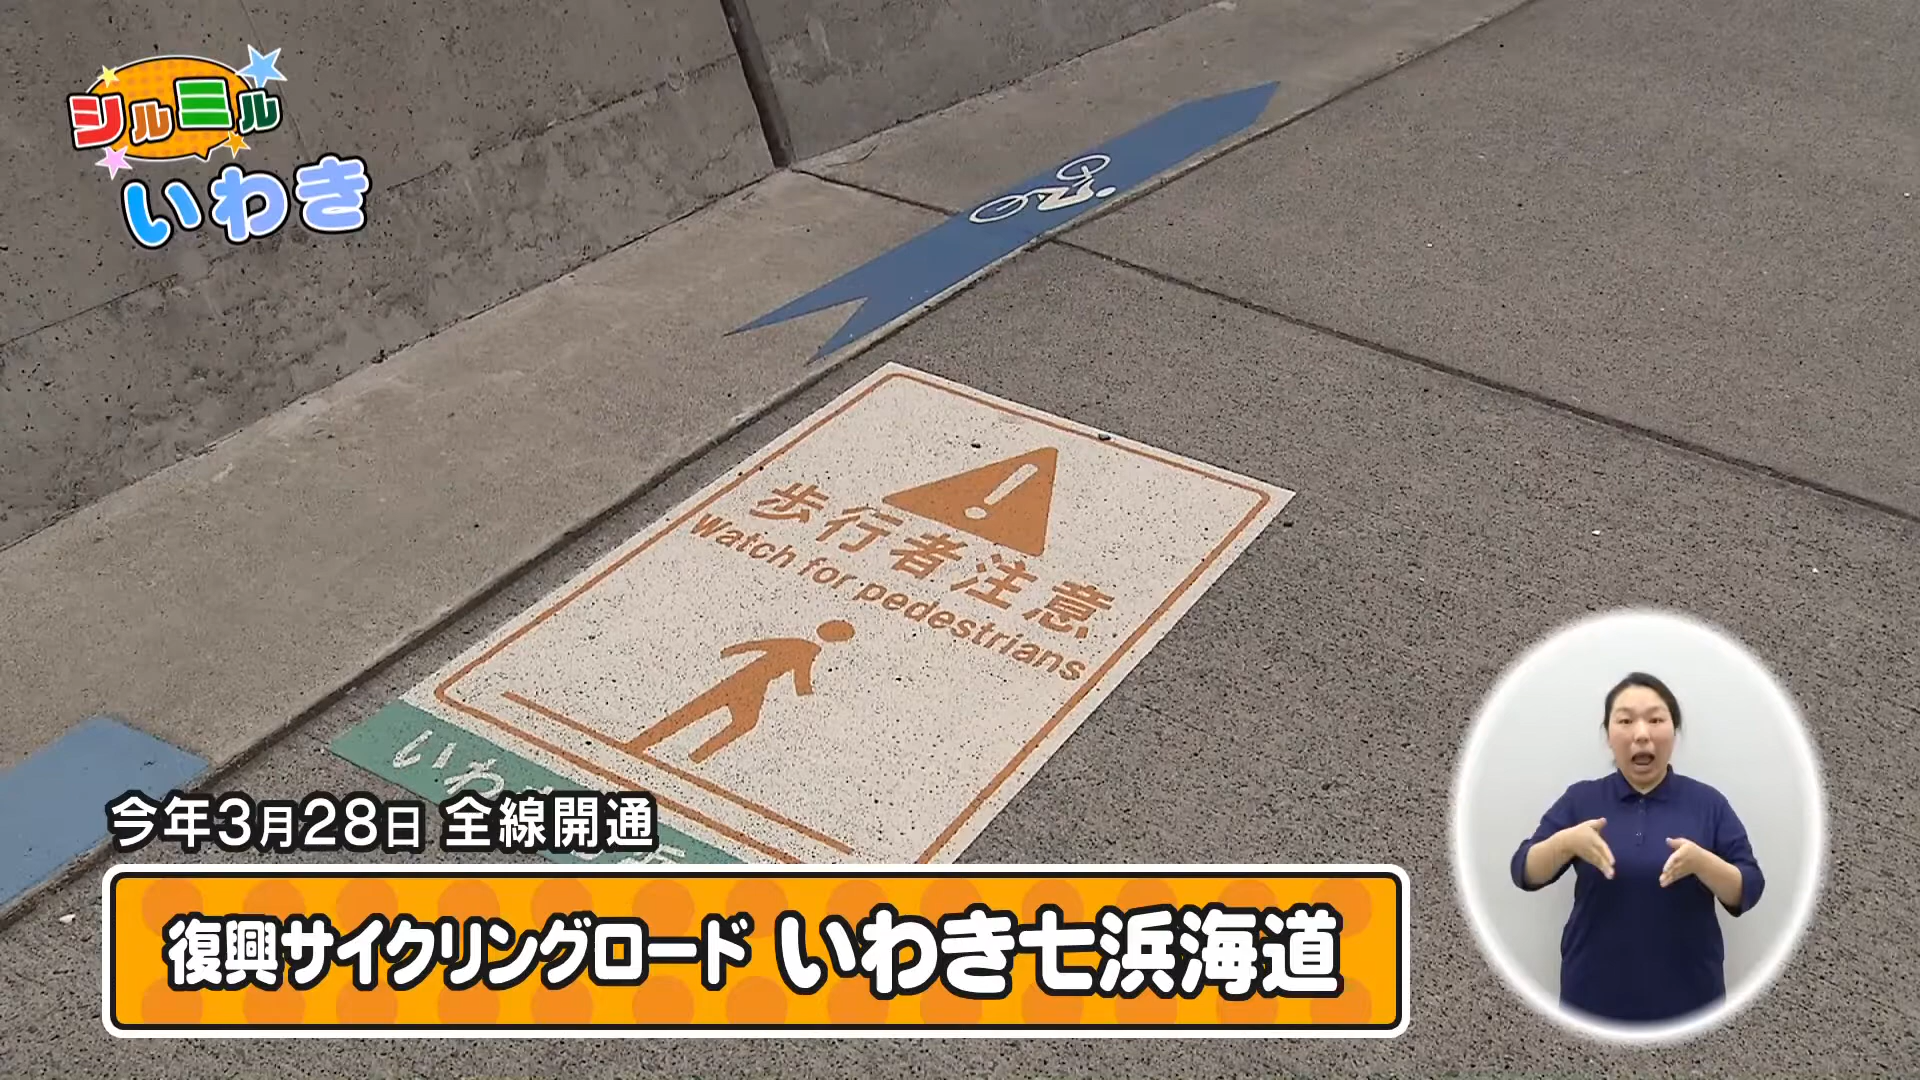 シルミル
いわき
歩行者注意
Watch for pedestrians
いわ
今年3月28日 全線開通
復興サイクリングロード いわき七浜海道